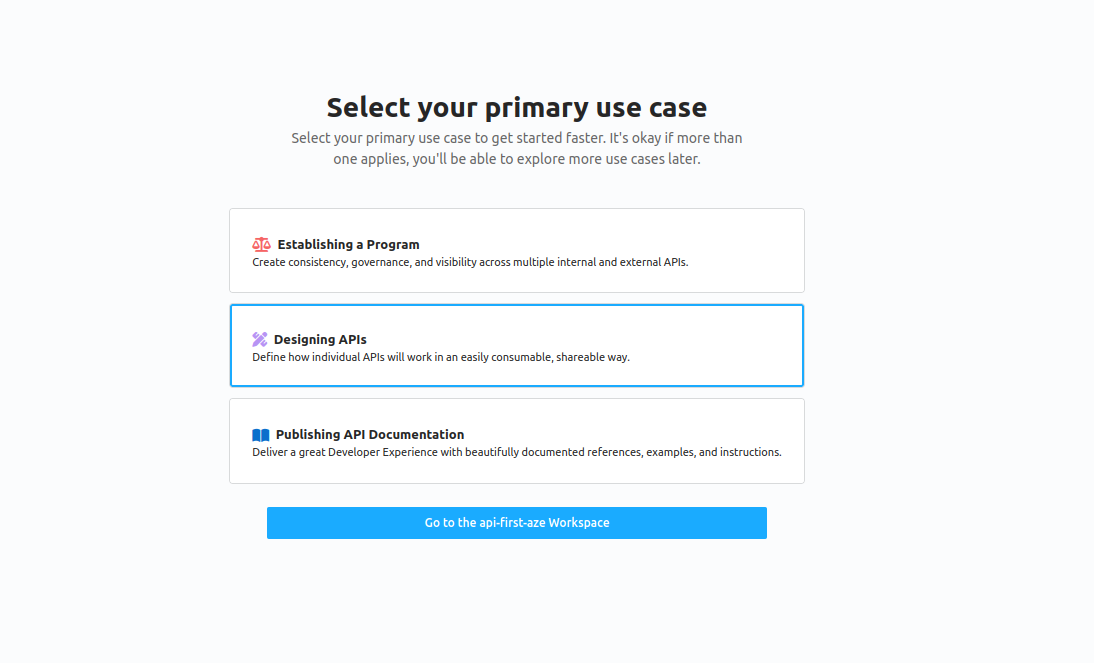 Select your primary use case
Select your primary use case to get started faster. It's okay if more than
one applies, you'll be able to explore more use cases later.
Establishing a Program
Create consistency, governance, and visibility across multiple internal and external APIs.
Designing APIs
Define how individual APIs will work in an easily consumable, shareable way.
Publishing API Documentation
Deliver a great Developer Experience with beautifully documented references, examples, and instructions.
Go to the api-first-aze Workspace